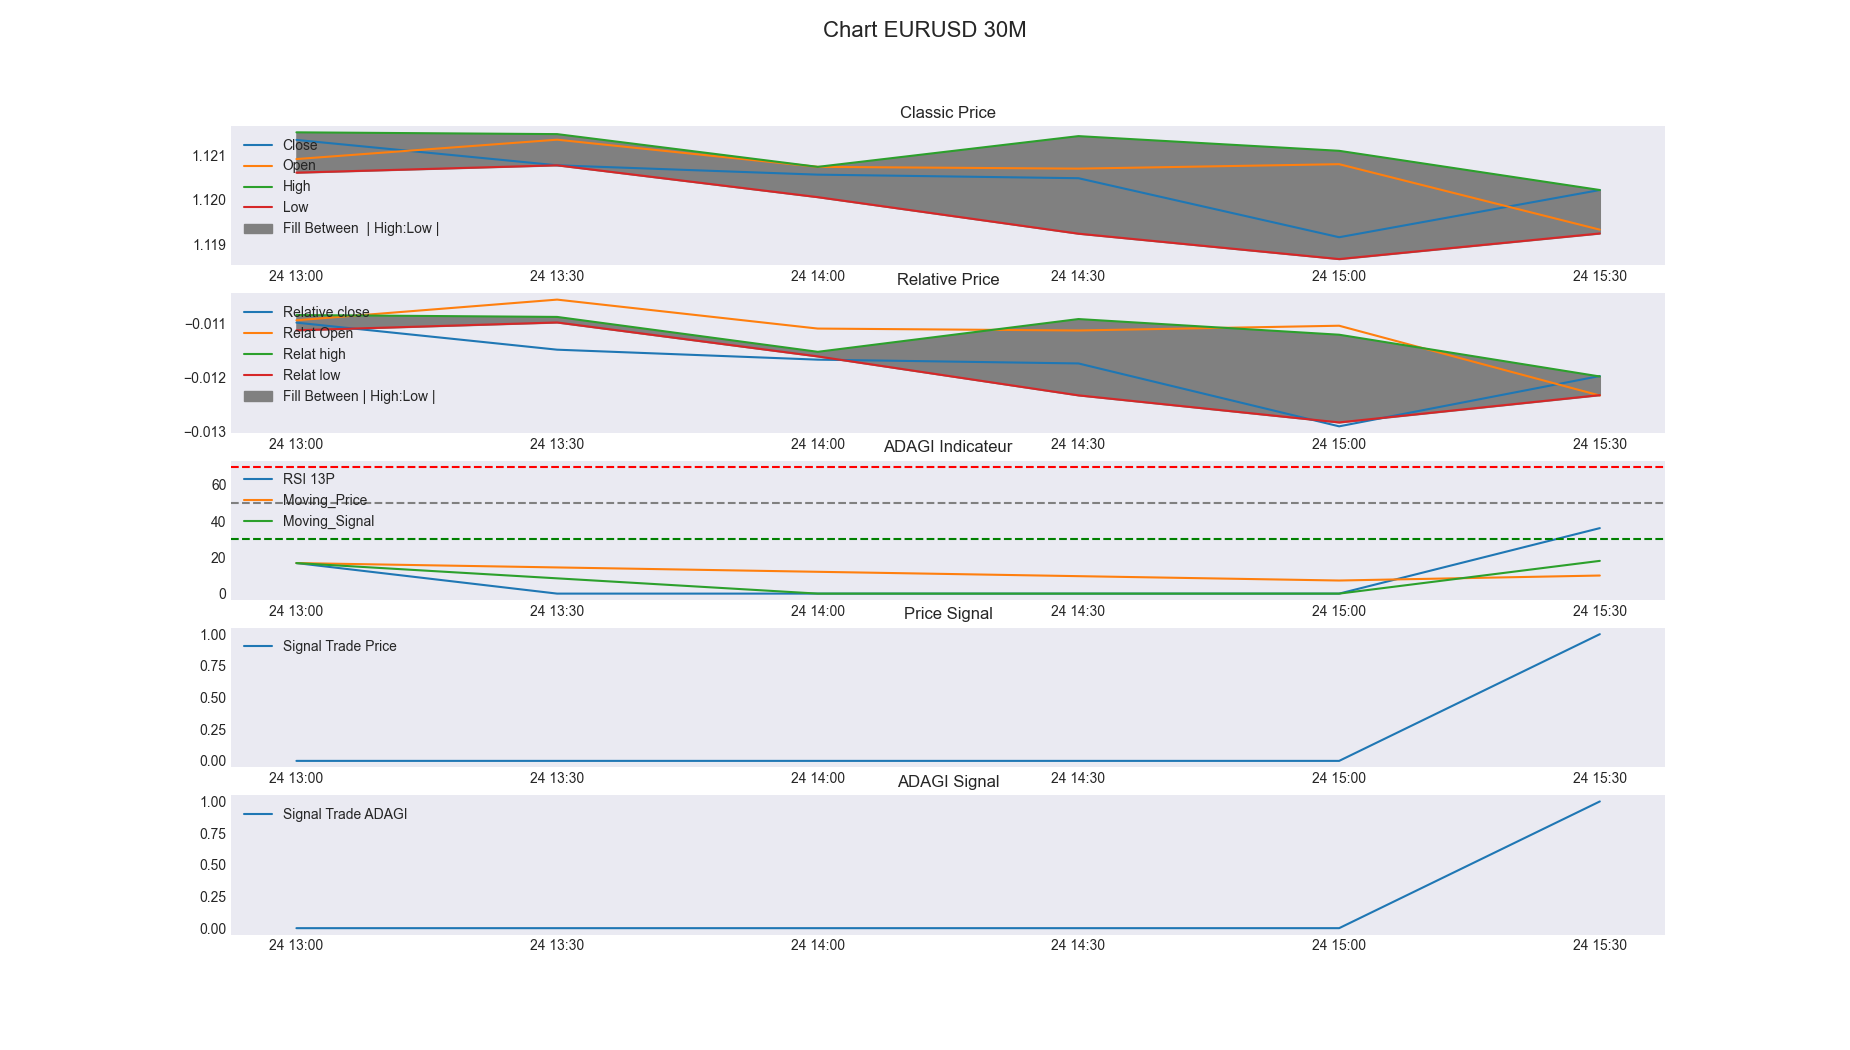 Chart EURUSD 30M
Classic Price
1.121
1.120
1.119
Close
Open
High
Low
Fill Between | High:Low |
24 13:00 24 13:30 24 14:00 24 14:30 24 15:00 24 15:30
Relative Price
−0.011
−0.012
−0.013
Relative close
Relat Open
Relat high
Relat low
Fill Between | High:Low |
24 13:00 24 13:30 24 14:00 24 14:30 24 15:00 24 15:30
ADAGI Indicateur
60
40
20
0
RSI 13P
Moving_Price
Moving_Signal
24 13:00 24 13:30 24 14:00 24 14:30 24 15:00 24 15:30
Price Signal
1.00
0.75
0.50
0.25
0.00
Signal Trade Price
24 13:00 24 13:30 24 14:00 24 14:30 24 15:00 24 15:30
ADAGI Signal
1.00
0.75
0.50
0.25
0.00
Signal Trade ADAGI
24 13:00 24 13:30 24 14:00 24 14:30 24 15:00 24 15:30